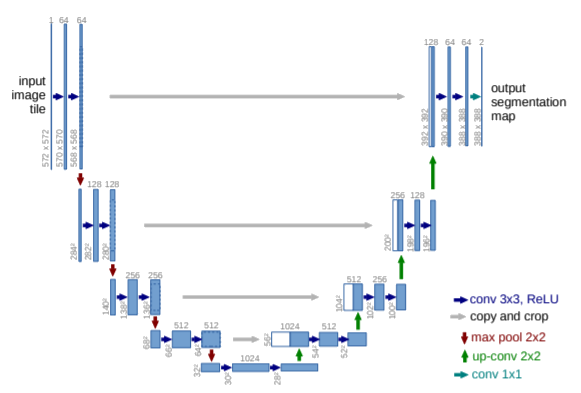 1 64 64
128 64 64 2
input
image
tile
output
segmentation
map
572 x 572
570 x 570
568 x 568
392 x 392
390 x 390
388 x 388
388 x 388
128 128
256 128
284²
282²
280²
200²
198²
196²
256 256
512 256
140²
138²
136²
104²
102²
100²
512 512
1024 512
68²
66²
64²
56²
54²
52²
1024
32²
30²
28²
conv 3x3, ReLU
copy and crop
max pool 2x2
up-conv 2x2
conv 1x1